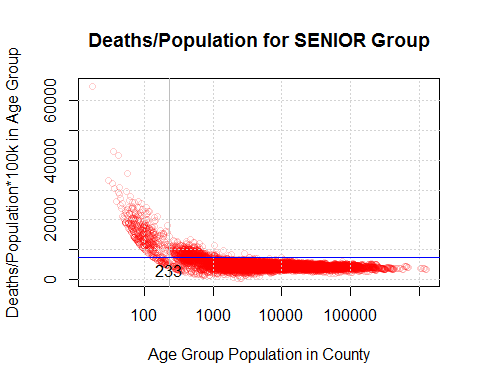 Deaths/Population for SENIOR Group
Deaths/Population*100k in Age Group
60000
40000
20000
0
233
100 1000 10000 100000
Age Group Population in County